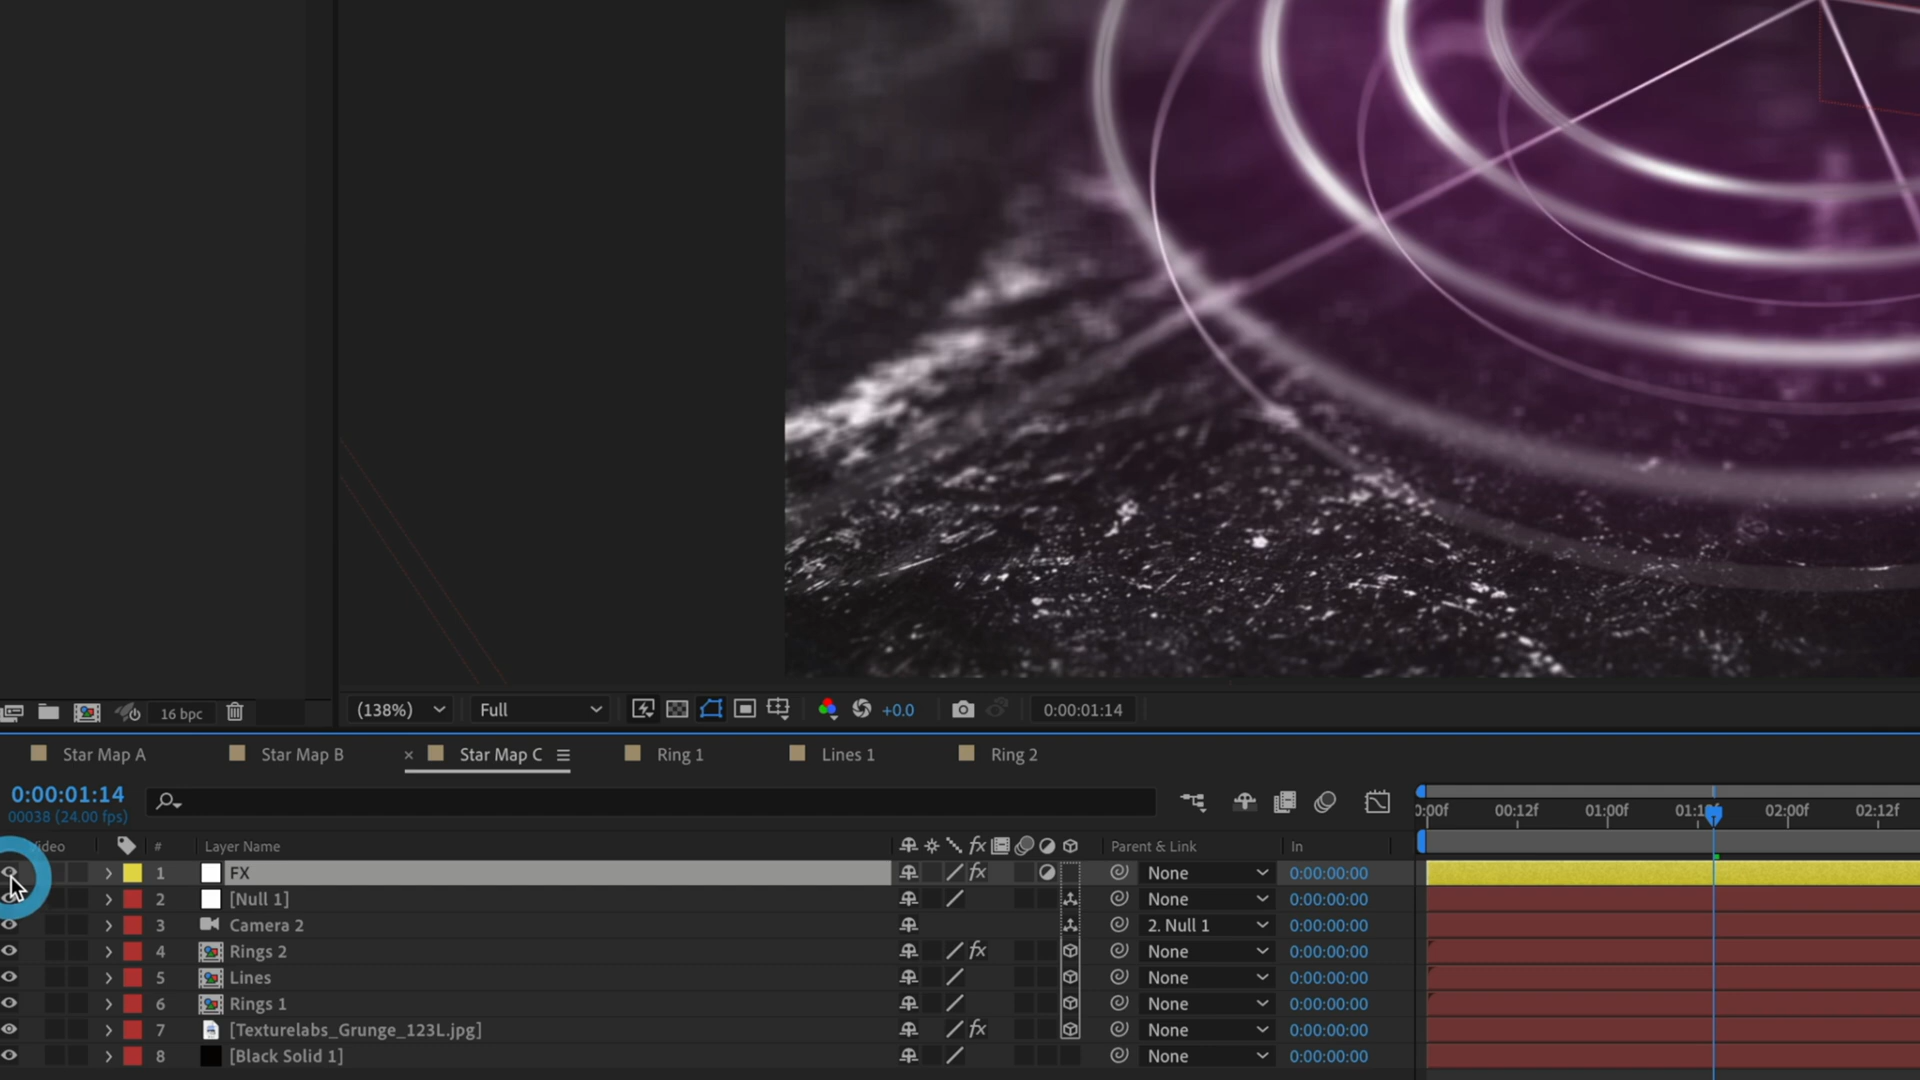 16 bpc (138%) Full +0.0 0:00:01:14
Star Map A Star Map B × Star Map C Ring 1 Lines 1 Ring 2
0:00:01:14
00038 (24.00 fps)
00f 00:12f 01:00f 02:00f 02:12f
# Layer Name fx Parent & Link In
1 FX fx None 0:00:00:00
2 [Null 1] None 0:00:00:00
3 Camera 2 2. Null 1 0:00:00:00
4 Rings 2 fx None 0:00:00:00
5 Lines None 0:00:00:00
6 Rings 1 None 0:00:00:00
7 [Texturelabs_Grunge_123L.jpg] fx None 0:00:00:00
8 [Black Solid 1] None 0:00:00:00